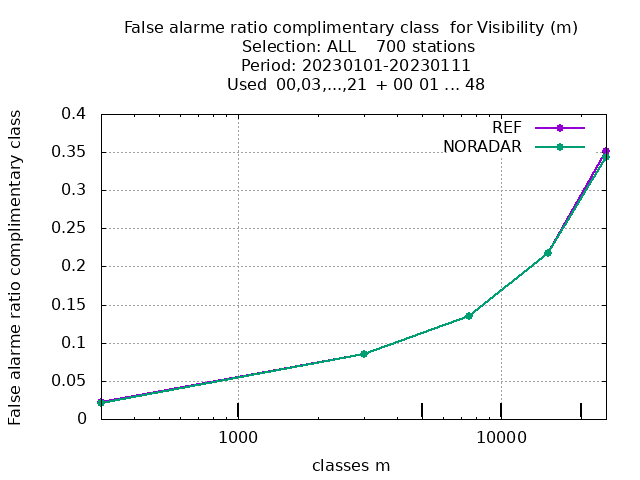 False alarme ratio complimentary class  for Visibility (m)
Selection: ALL    700 stations
Period: 20230101-20230111
Used  00,03,...,21  + 00 01 ... 48
False alarme ratio complimentary class
0.4
0.35
0.3
0.25
0.2
0.15
0.1
0.05
0
REF
NORADAR
1000
10000
classes m